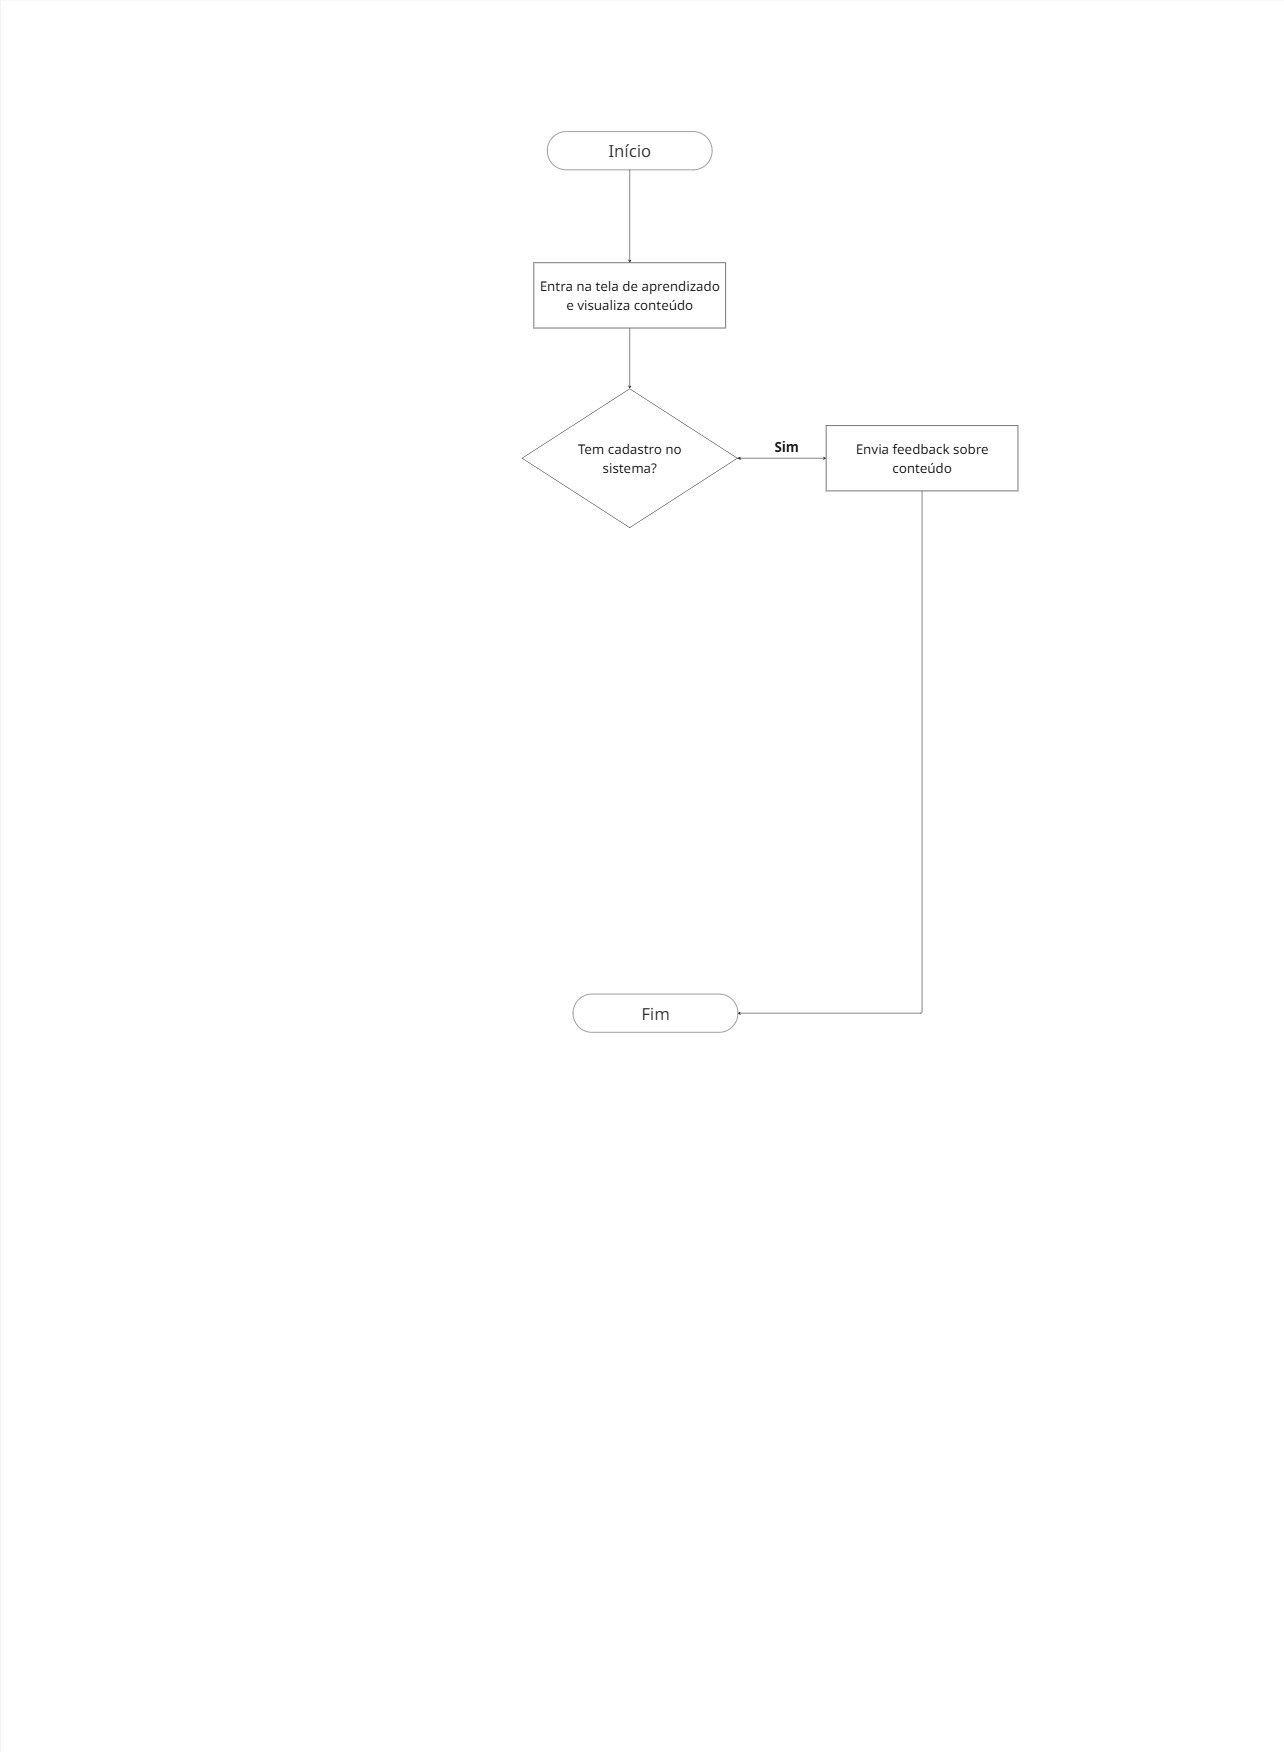 Início
Entra na tela de aprendizado
e visualiza conteúdo
Tem cadastro no
sistema?
Sim
Envia feedback sobre
conteúdo
Fim